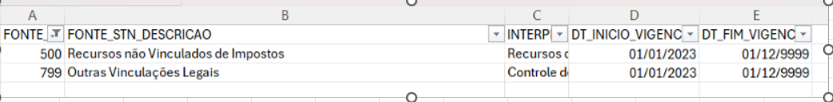 A B C D E
FONTE_ FONTE_STN_DESCRICAO INTERP DT_INICIO_VIGENC DT_FIM_VIGENC
500 Recursos não Vinculados de Impostos Recursos 01/01/2023 01/12/9999
799 Outras Vinculações Legais Controle de 01/01/2023 01/12/9999